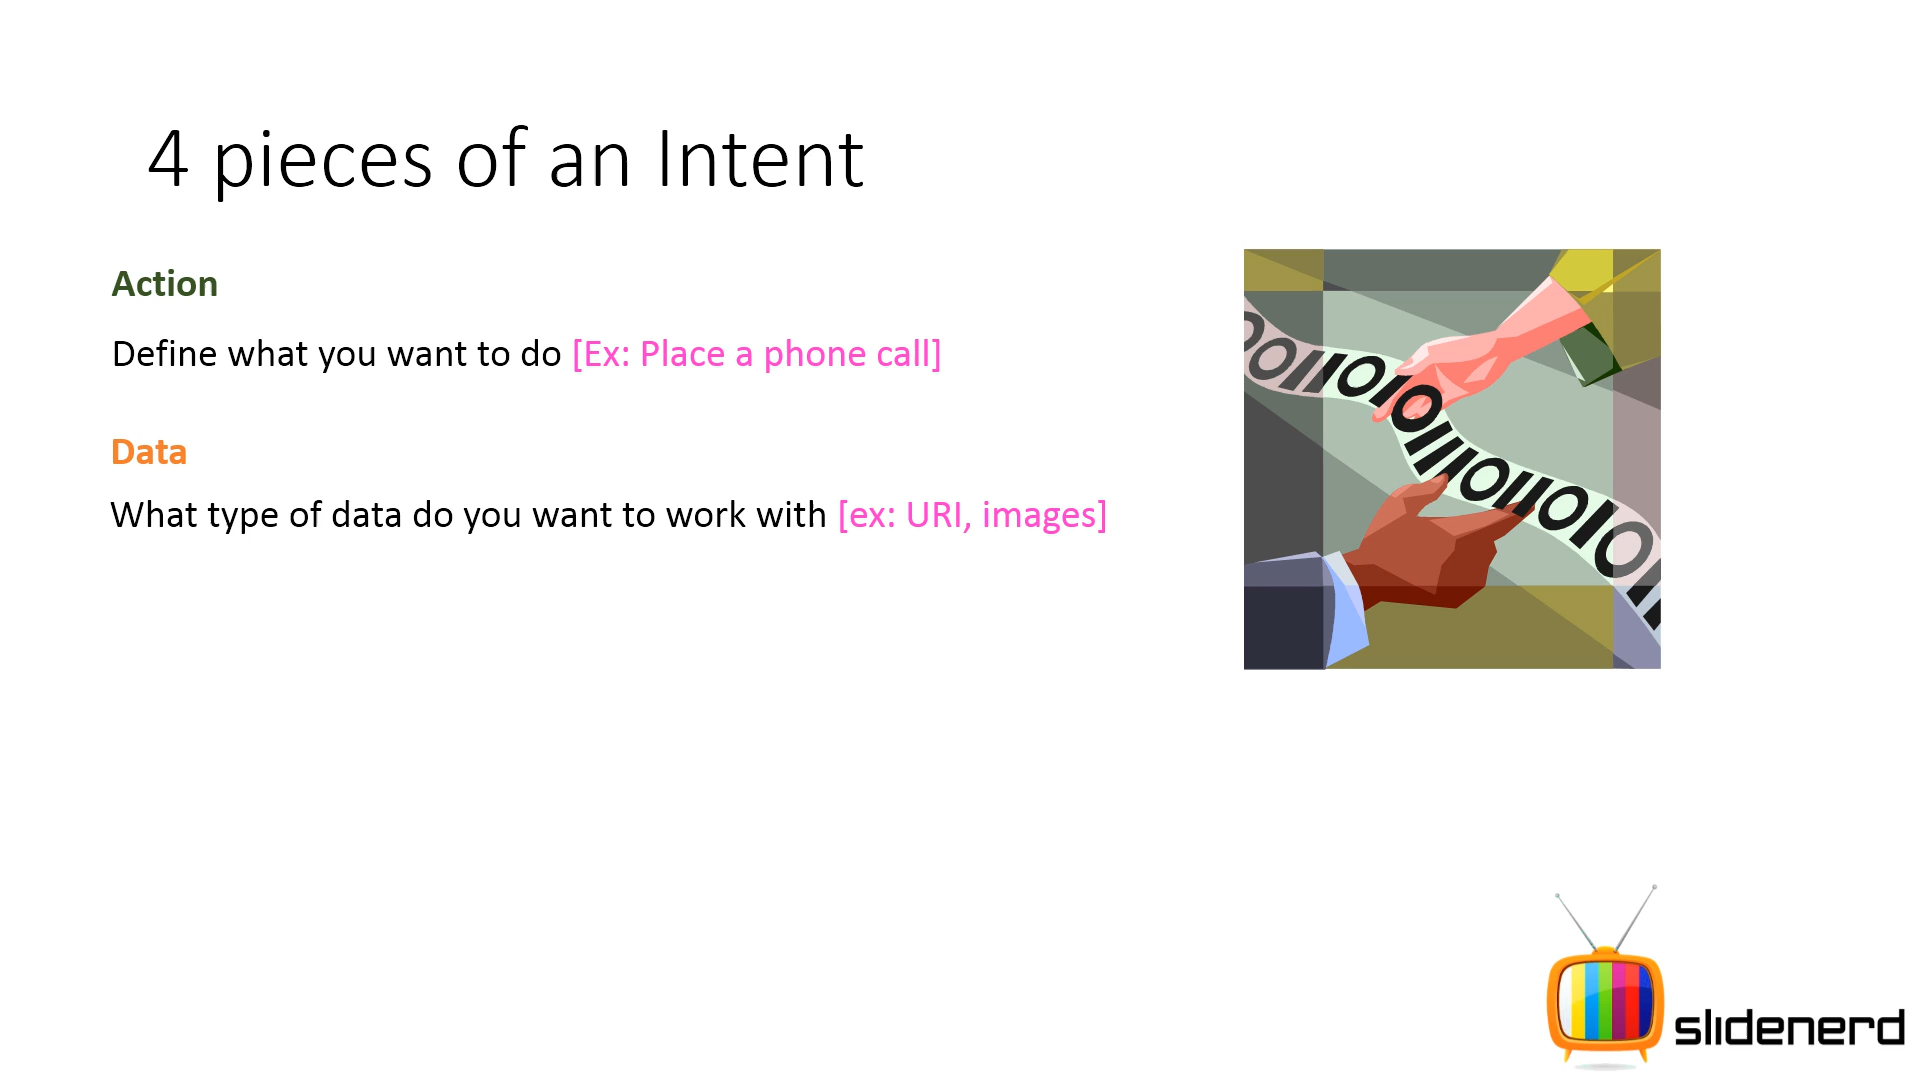 4 pieces of an Intent
Action
Define what you want to do [Ex: Place a phone call]
Data
What type of data do you want to work with [ex: URI, images]
slidenerd